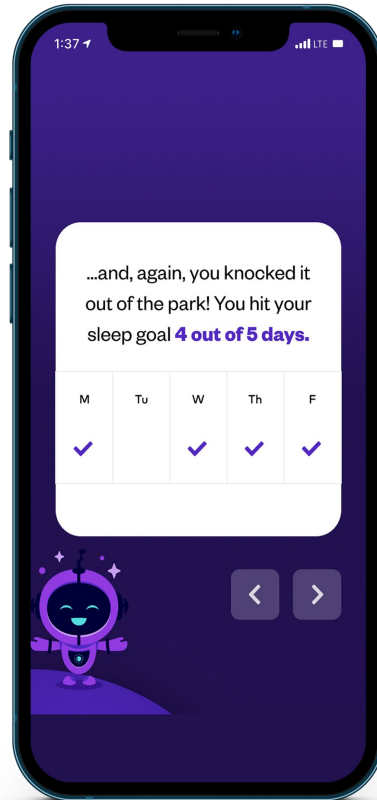 1:37
LTE
...and, again, you knocked it
out of the park! You hit your
sleep goal 4 out of 5 days.
M Tu W Th F